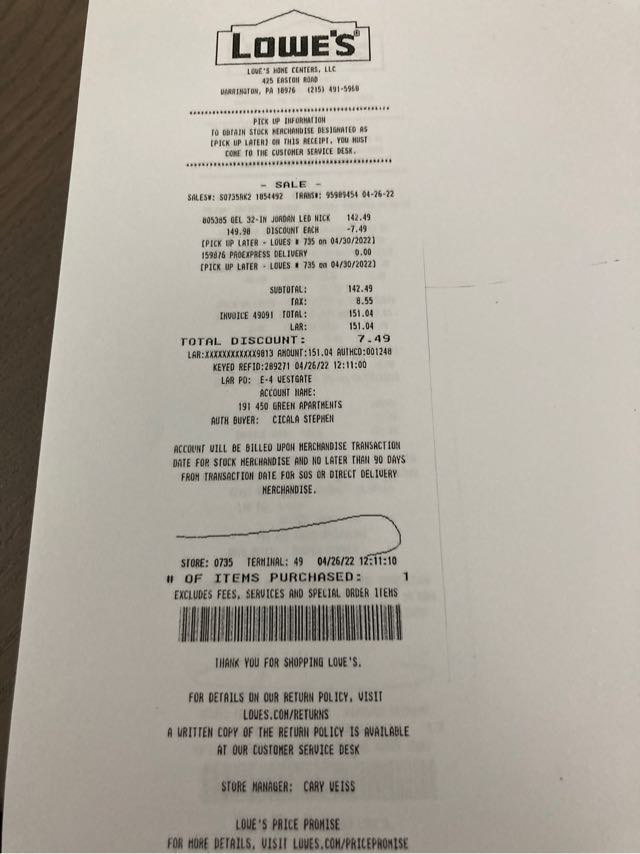 LOWE'S®
LOWE'S HOME CENTERS, LLC
425 EASTON ROAD
WARRINGTON, PA 18976 (215) 491-5960
PICK UP INFORMATION
TO OBTAIN STOCK MERCHANDISE DESIGNATED AS
[PICK UP LATER] ON THIS RECEIPT, YOU MUST
COME TO THE CUSTOMER SERVICE DESK.
- SALE -
SALES#: S0735RK2 1854492 TRANS#: 95989454 04-26-22
805385 GEL 32-IN JORDAN LED NICK 142.49
149.98 DISCOUNT EACH -7.49
[PICK UP LATER - LOWES # 735 on 04/30/2022]
159876 PROEXPRESS DELIVERY 0.00
[PICK UP LATER - LOWES # 735 on 04/30/2022]
SUBTOTAL: 142.49
TAX: 8.55
INVOICE 49091 TOTAL: 151.04
LAR: 151.04
TOTAL DISCOUNT: 7.49
LAR:XXXXXXXXXXXX9813 AMOUNT:151.04 AUTHCD:001248
KEYED REFID:289271 04/26/22 12:11:00
LAR PO: E-4 WESTGATE
ACCOUNT NAME:
191 450 GREEN APARTMENTS
AUTH BUYER: CICALA STEPHEN
ACCOUNT WILL BE BILLED UPON MERCHANDISE TRANSACTION
DATE FOR STOCK MERCHANDISE AND NO LATER THAN 90 DAYS
FROM TRANSACTION DATE FOR SOS OR DIRECT DELIVERY
MERCHANDISE.
STORE: 0735 TERMINAL: 49 04/26/22 12:11:10
# OF ITEMS PURCHASED: 1
EXCLUDES FEES, SERVICES AND SPECIAL ORDER ITEMS
THANK YOU FOR SHOPPING LOWE'S.
FOR DETAILS ON OUR RETURN POLICY, VISIT
LOWES.COM/RETURNS
A WRITTEN COPY OF THE RETURN POLICY IS AVAILABLE
AT OUR CUSTOMER SERVICE DESK
STORE MANAGER: CARY WEISS
LOWE'S PRICE PROMISE
FOR MORE DETAILS, VISIT LOWES.COM/PRICEPROMISE